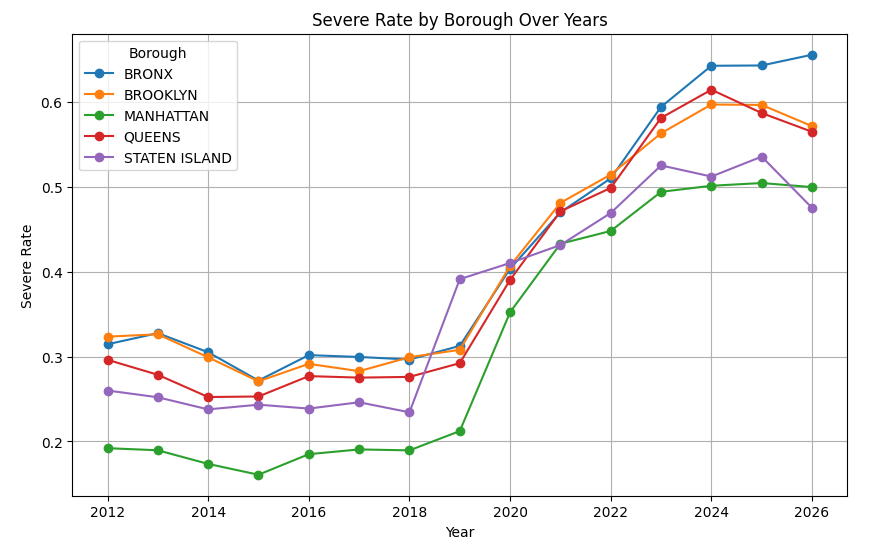 Severe Rate by Borough Over Years
Borough
BRONX
BROOKLYN
MANHATTAN
QUEENS
STATEN ISLAND
Severe Rate
0.6
0.5
0.4
0.3
0.2
2012
2014
2016
2018
2020
2022
2024
2026
Year